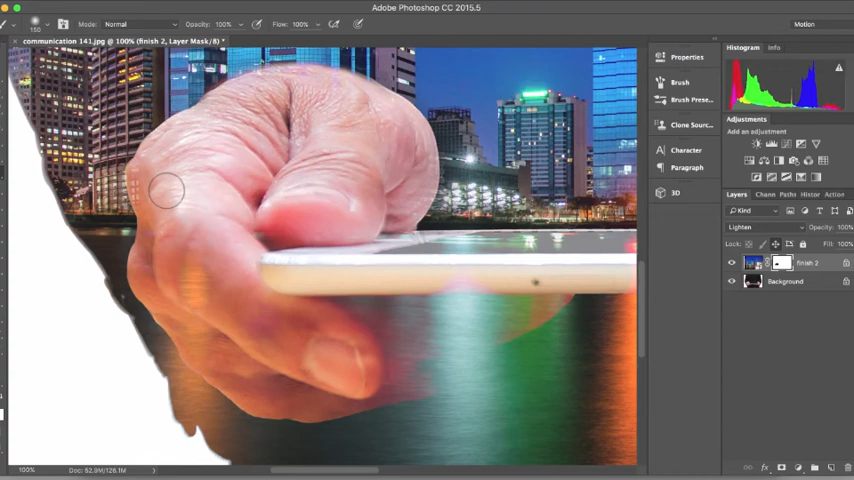 Adobe Photoshop CC 2015.5
150
Mode: Normal
Opacity: 100%
Flow: 100%
Motion
communication 141.jpg @ 100% (finish 2, Layer Mask/8) *
Properties
Brush
Brush Prese...
Clone Sourc...
Character
Paragraph
3D
Histogram
Info
Adjustments
Add an adjustment
Layers
Chann
Paths
Histor
Action
Kind
Lighten
Opacity: 100%
Lock:
Fill: 100%
finish 2
Background
fx
100%
Doc: 52.9M/126.1M